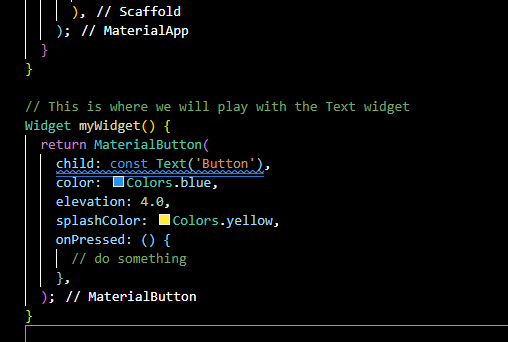 ), // Scaffold
); // MaterialApp
}
}
// This is where we will play with the Text widget
Widget myWidget() {
return MaterialButton(
child: const Text('Button'),
color: Colors.blue,
elevation: 4.0,
splashColor: Colors.yellow,
onPressed: () {
// do something
},
); // MaterialButton
}